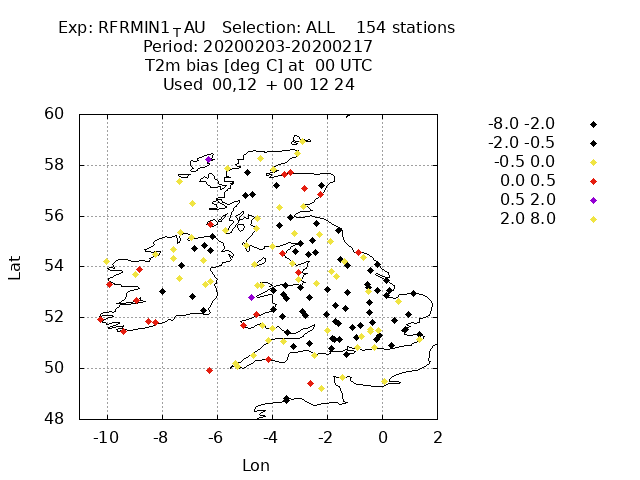 Exp: RFRMIN1TAU Selection: ALL 154 stations
Period: 20200203-20200217
T2m bias [deg C] at 00 UTC
Used 00,12 + 00 12 24
-8.0 -2.0
-2.0 -0.5
-0.5 0.0
0.0 0.5
0.5 2.0
2.0 8.0
60
58
56
54
52
50
48
Lat
-10 -8 -6 -4 -2 0 2
Lon